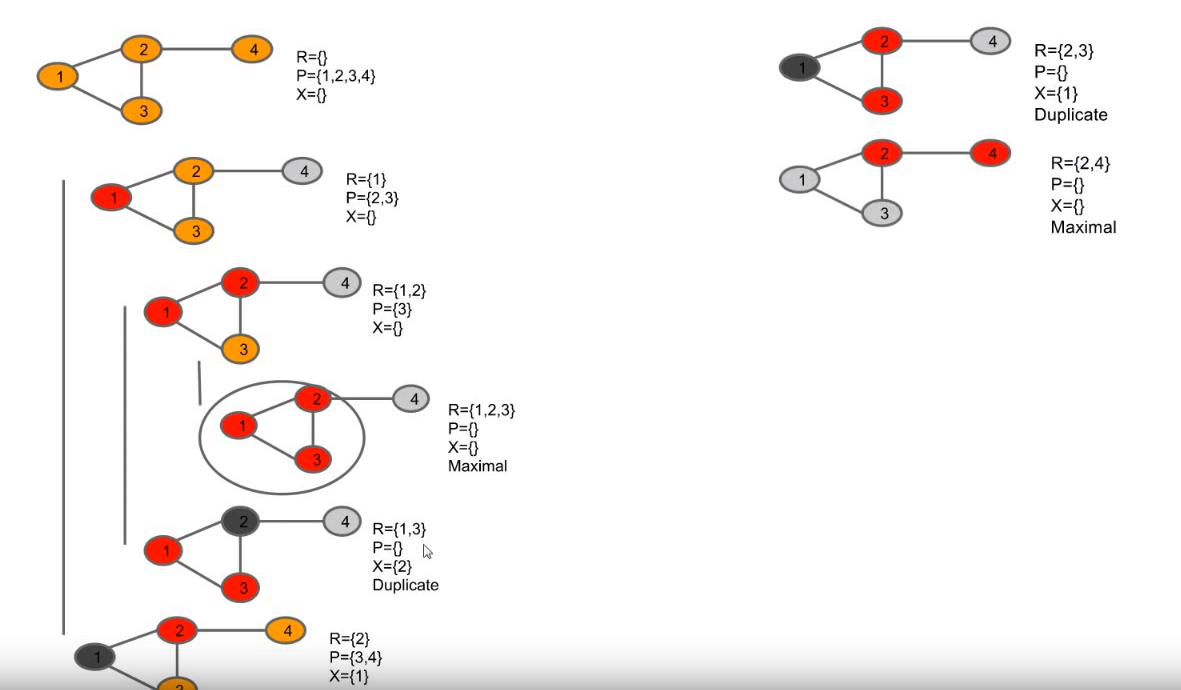 2
4
1
3
R={}
P={1,2,3,4}
X={}
2
4
1
3
R={1}
P={2,3}
X={}
2
4
1
3
R={1,2}
P={3}
X={}
2
4
1
3
R={1,2,3}
P={}
X={}
Maximal
2
4
1
3
R={1,3}
P={}
X={2}
Duplicate
2
4
1
3
R={2}
P={3,4}
X={1}
2
4
1
3
R={2,3}
P={}
X={1}
Duplicate
2
4
1
3
R={2,4}
P={}
X={}
Maximal